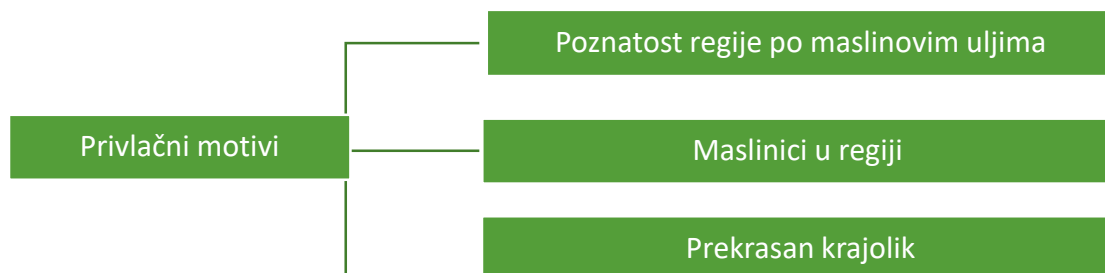 Poznatost regije po maslinovim uljima
Privlačni motivi
Maslinici u regiji
Prekrasan krajolik